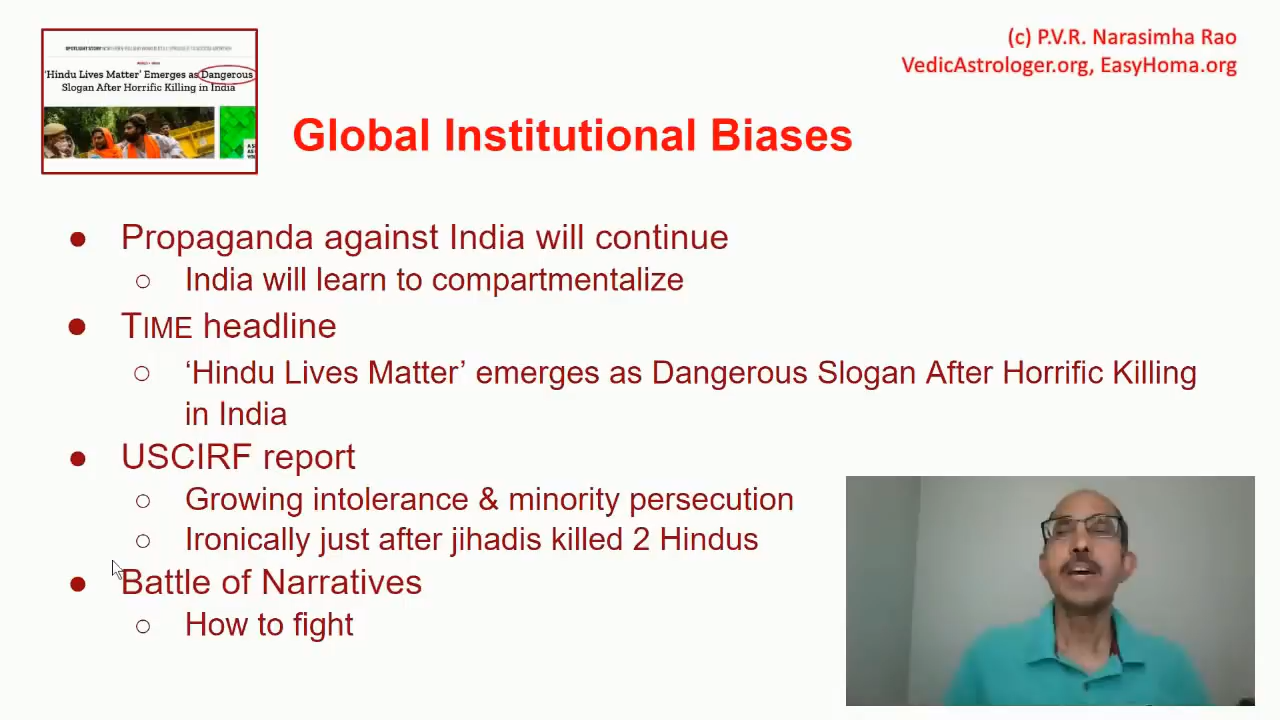 (c) P.V.R. Narasimha Rao
VedicAstrologer.org, EasyHoma.org
'Hindu Lives Matter' Emerges as Dangerous
Slogan After Horrific Killing in India
Global Institutional Biases
● Propaganda against India will continue
○ India will learn to compartmentalize
● TIME headline
○ ‘Hindu Lives Matter’ emerges as Dangerous Slogan After Horrific Killing
in India
● USCIRF report
○ Growing intolerance & minority persecution
○ Ironically just after jihadis killed 2 Hindus
● Battle of Narratives
○ How to fight